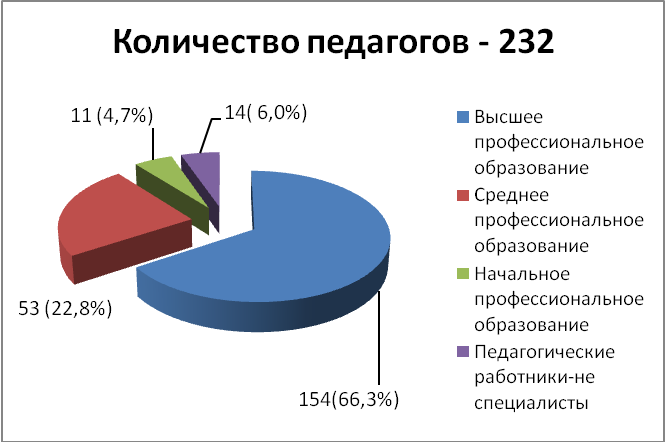 Количество педагогов - 232
11 (4,7%)
14( 6,0%)
53 (22,8%)
154(66,3%)
Высшее
профессиональное
образование
Среднее
профессиональное
образование
Начальное
профессиональное
образование
Педагогические
работники-не
специалисты